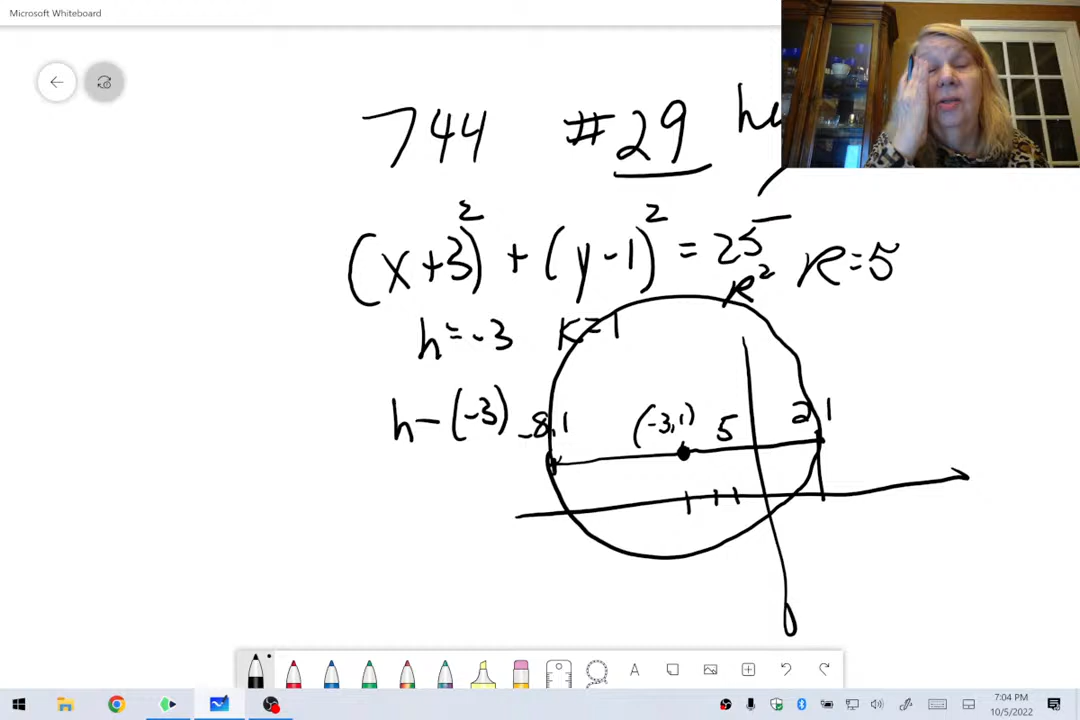 Microsoft Whiteboard
744 #29
(x+3)² + (y-1)² = 25 R=5
R²
h=-3 K=1
h-(-3) -8,1 (-3,1) 5 2,1
A
7:04 PM
10/5/2022